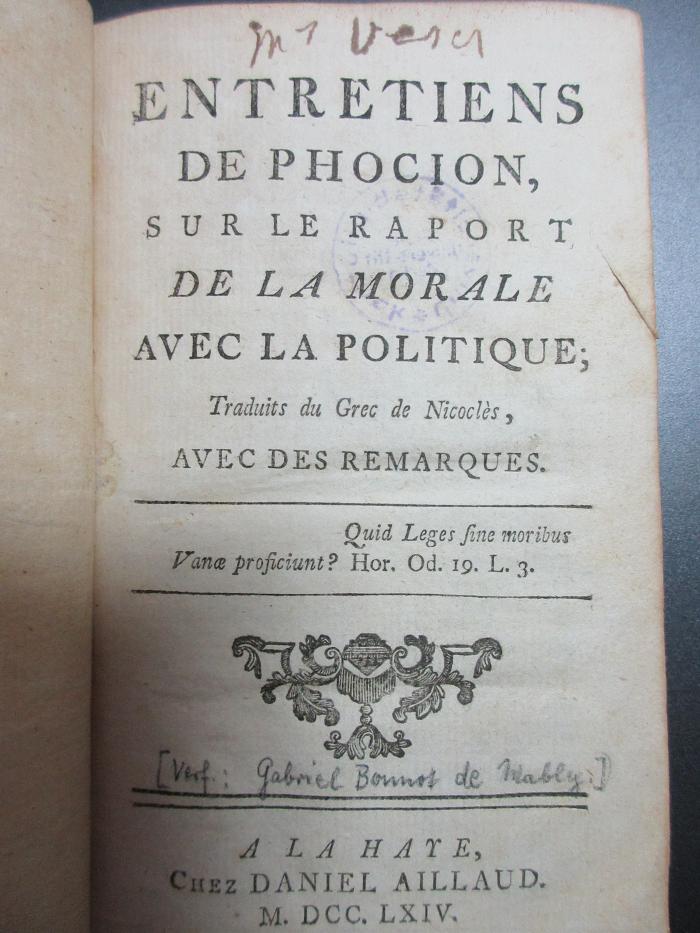 ENTRETIENS
DE PHOCION,
SUR LE RAPORT
DE LA MORALE
AVEC LA POLITIQUE;
Traduits du Grec de Nicoclès,
AVEC DES REMARQUES.
Quid Leges sine moribus
Vanæ proficiunt? Hor. Od. 19. L. 3.
[Verf.: Gabriel Bonnot de Mably.]
A LA HAYE,
CHEZ DANIEL AILLAUD.
M. DCC. LXIV.